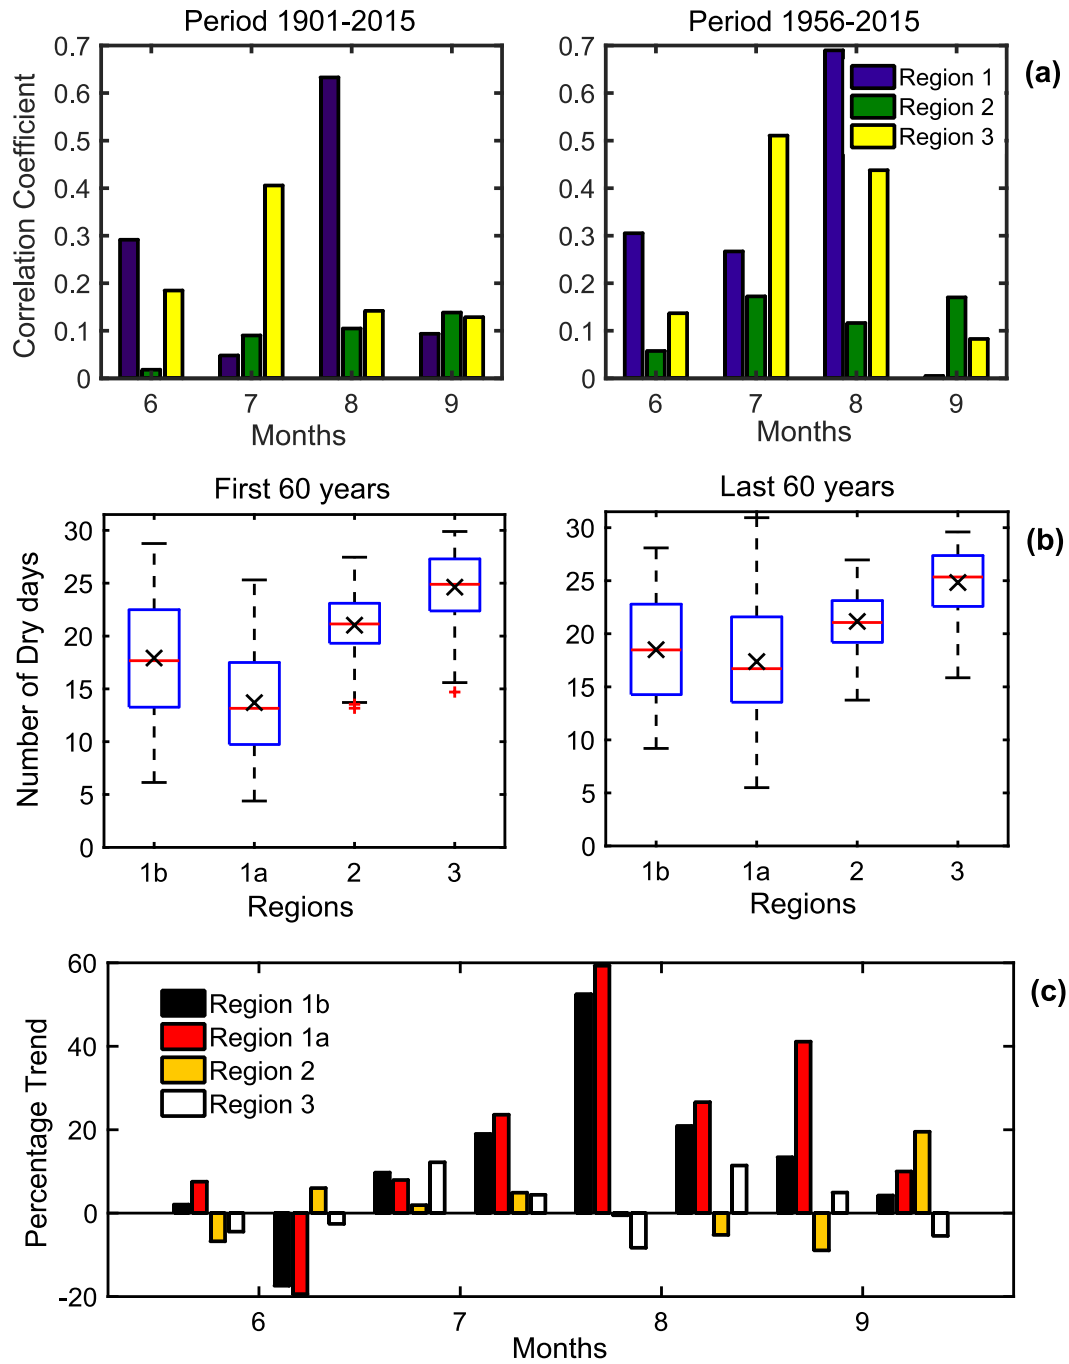 Period 1901-2015
Period 1956-2015
(a)
Correlation Coefficient
0.7
0.6
0.5
0.4
0.3
0.2
0.1
0
6 7 8 9
Months
0.7
0.6
0.5
0.4
0.3
0.2
0.1
0
Region 1
Region 2
Region 3
6 7 8 9
Months
First 60 years
Last 60 years
(b)
Number of Dry days
30
25
20
15
10
5
0
1b 1a 2 3
Regions
30
25
20
15
10
5
0
1b 1a 2 3
Regions
(c)
Percentage Trend
60
40
20
0
-20
Region 1b
Region 1a
Region 2
Region 3
6 7 8 9
Months